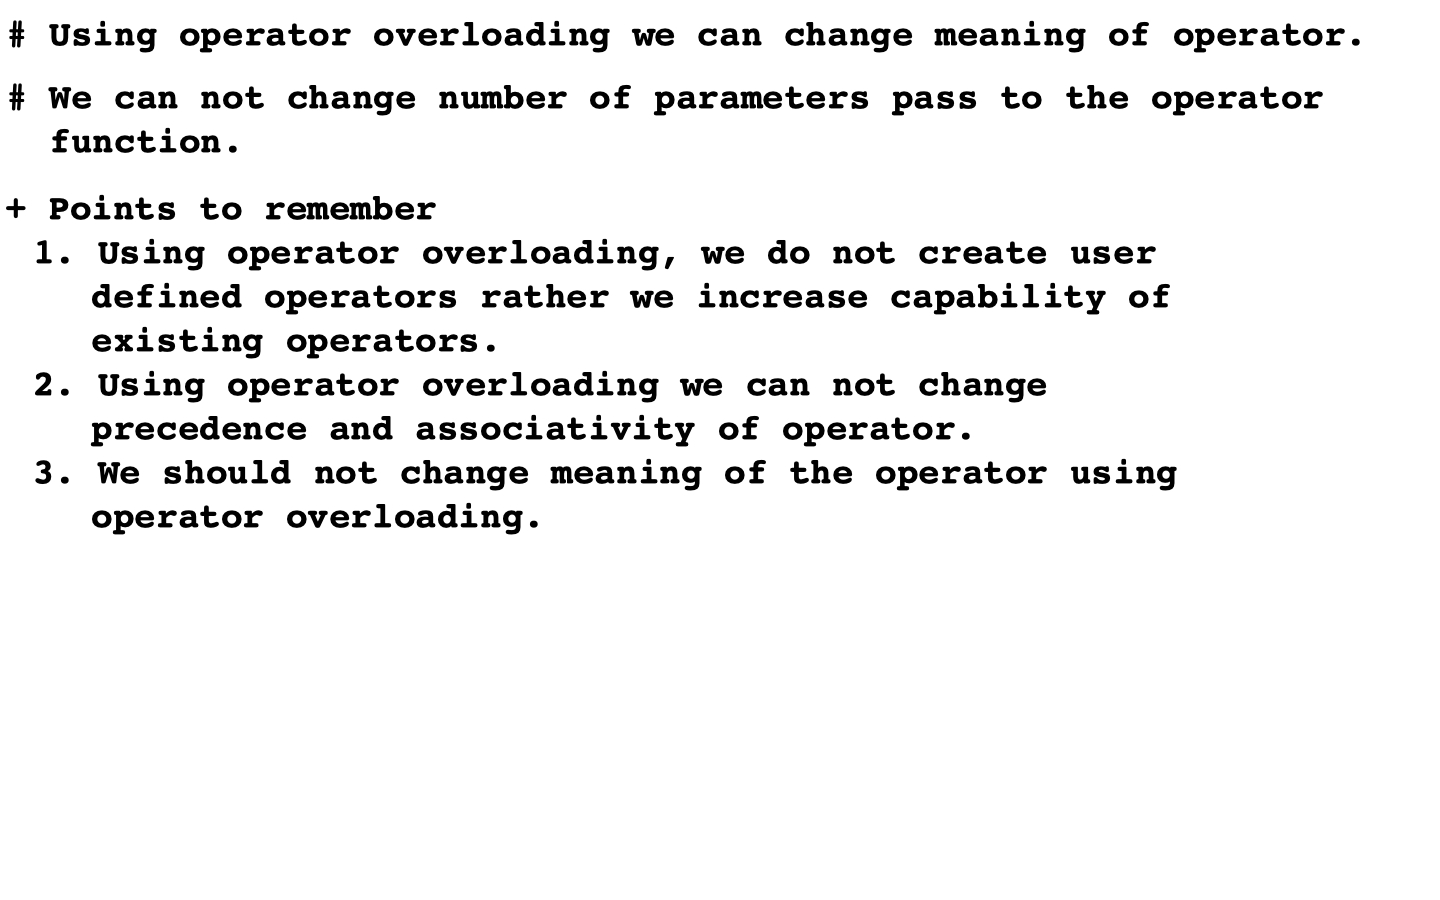 # Using operator overloading we can change meaning of operator.
# We can not change number of parameters pass to the operator
function.
+ Points to remember
1. Using operator overloading, we do not create user
defined operators rather we increase capability of
existing operators.
2. Using operator overloading we can not change
precedence and associativity of operator.
3. We should not change meaning of the operator using
operator overloading.